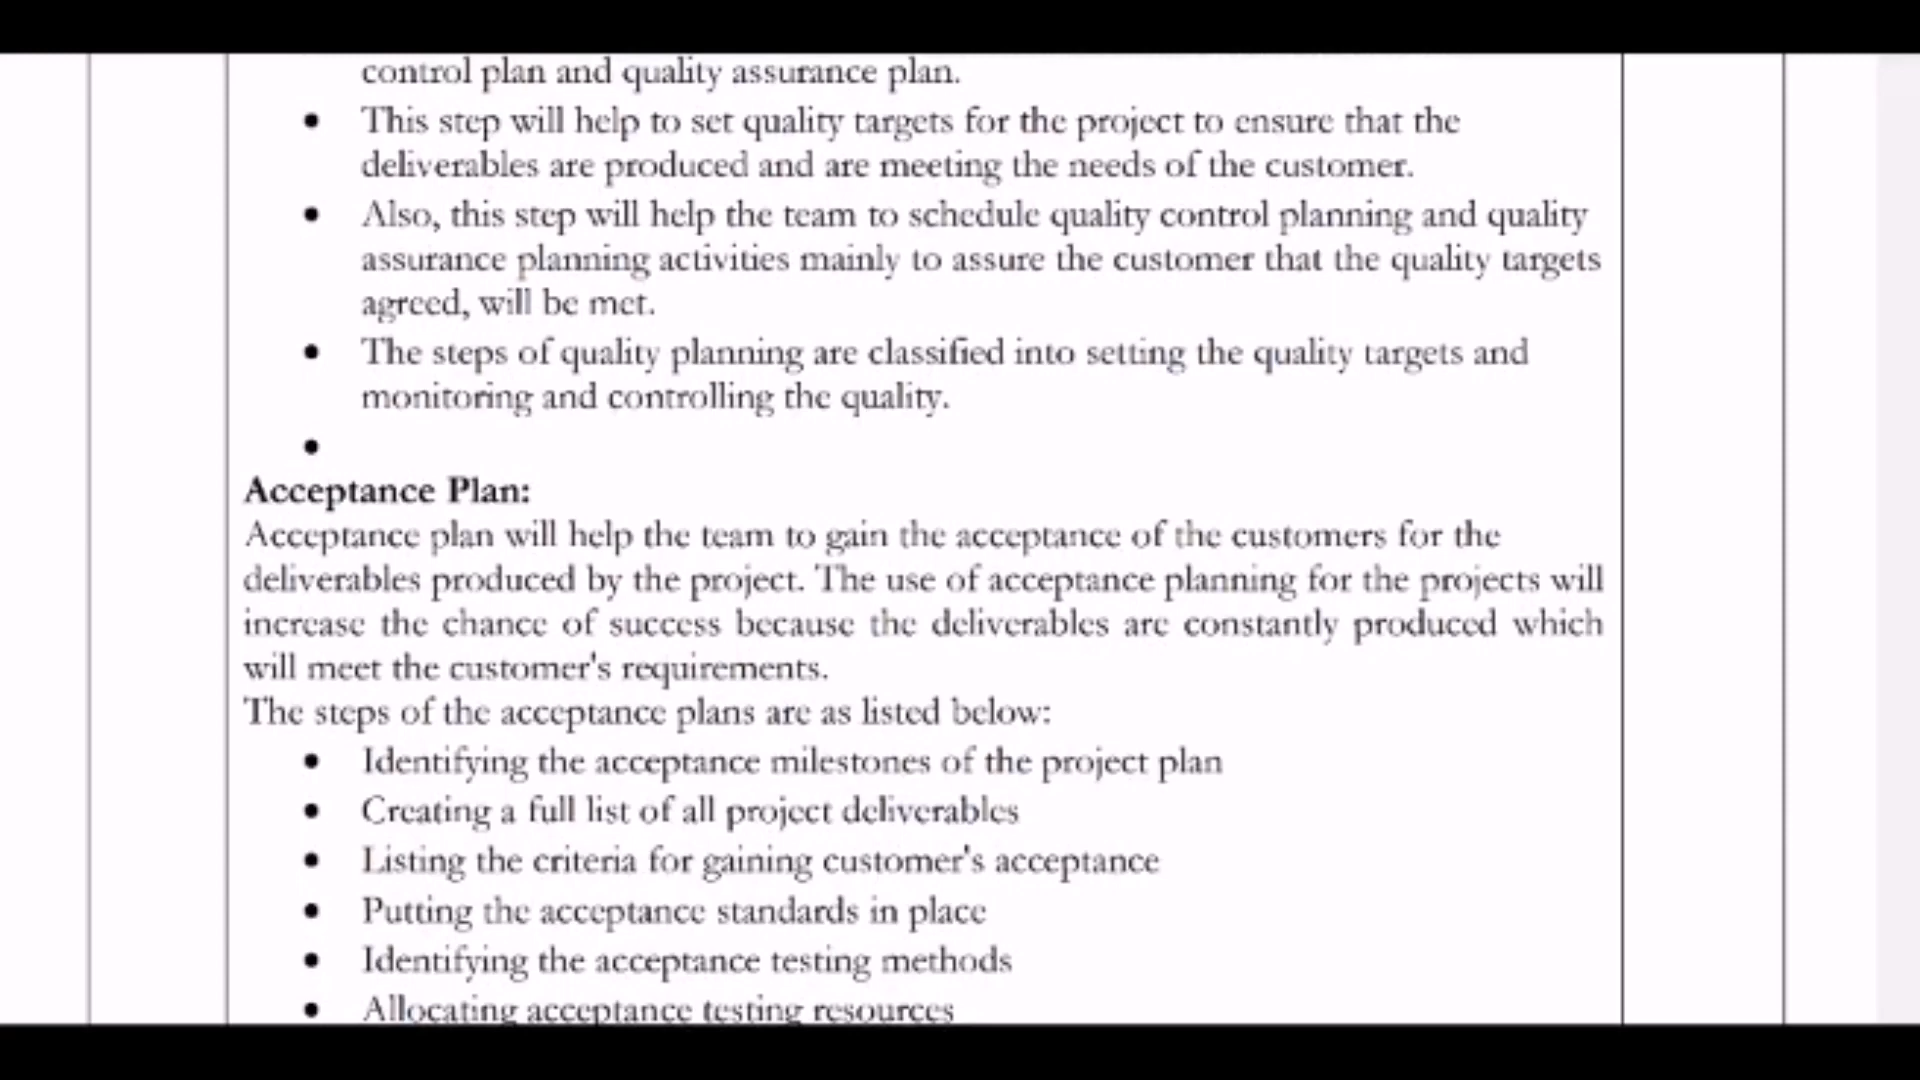 control plan and quality assurance plan.
• This step will help to set quality targets for the project to ensure that the
deliverables are produced and are meeting the needs of the customer.
• Also, this step will help the team to schedule quality control planning and quality
assurance planning activities mainly to assure the customer that the quality targets
agreed, will be met.
• The steps of quality planning are classified into setting the quality targets and
monitoring and controlling the quality.
•
Acceptance Plan:
Acceptance plan will help the team to gain the acceptance of the customers for the
deliverables produced by the project. The use of acceptance planning for the projects will
increase the chance of success because the deliverables are constantly produced which
will meet the customer's requirements.
The steps of the acceptance plans are as listed below:
• Identifying the acceptance milestones of the project plan
• Creating a full list of all project deliverables
• Listing the criteria for gaining customer's acceptance
• Putting the acceptance standards in place
• Identifying the acceptance testing methods
• Allocating acceptance testing resources